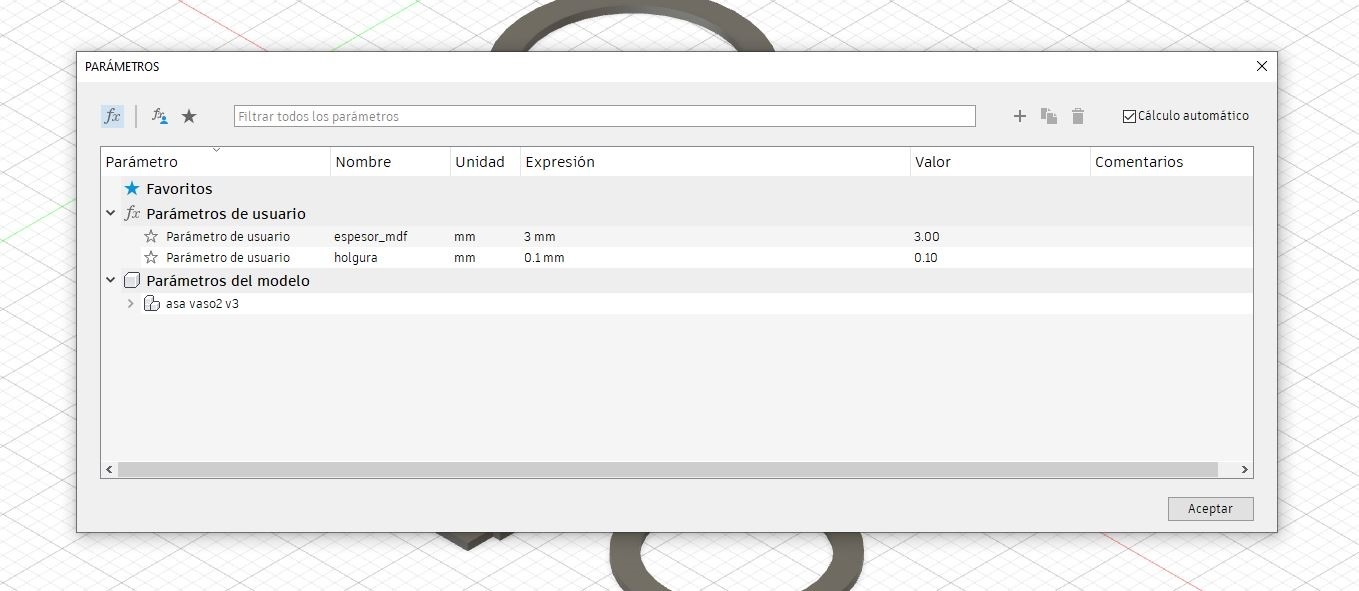 PARÁMETROS
fx fx Filtrar todos los parámetros Cálculo automático
Parámetro Nombre Unidad Expresión Valor Comentarios
Favoritos
fx Parámetros de usuario
Parámetro de usuario espesor_mdf mm 3 mm 3.00
Parámetro de usuario holgura mm 0.1 mm 0.10
Parámetros del modelo
asa vaso2 v3
Aceptar